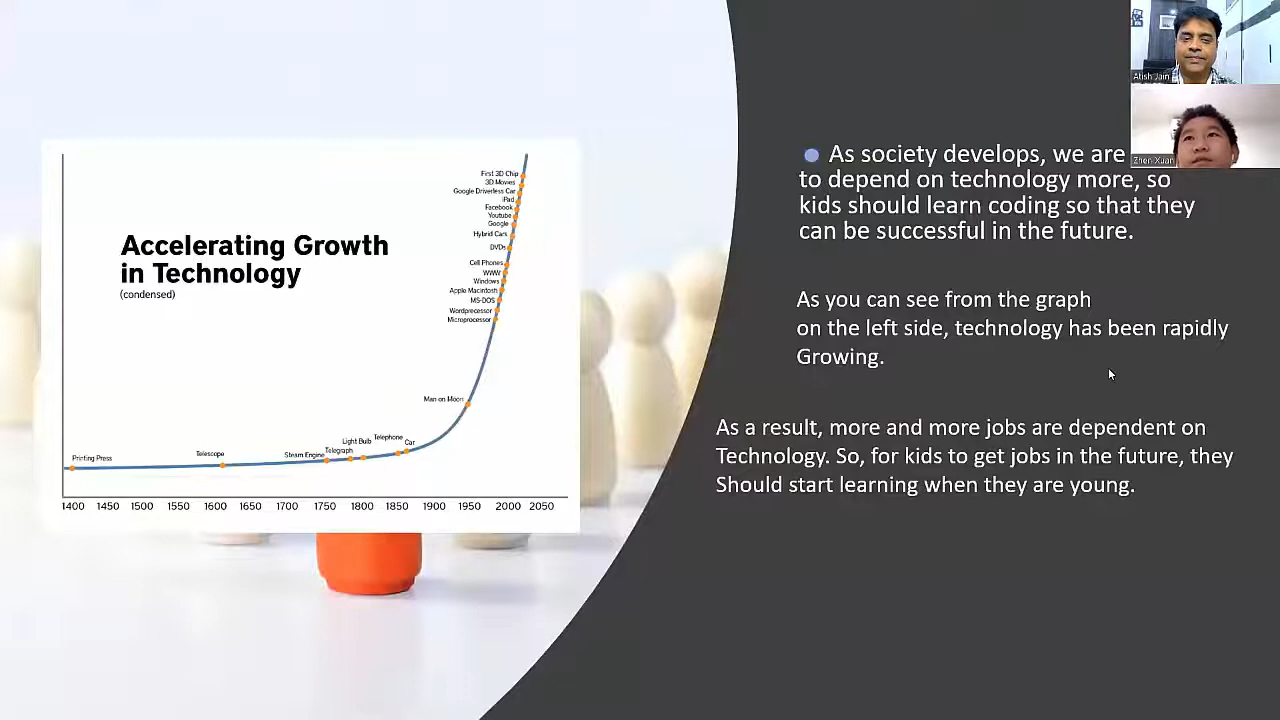 Accelerating Growth
in Technology
(condensed)
First 3D Chip
3D Movies
Google Driverless Car
iPad
Facebook
Youtube
Google
Hybrid Cars
DVDs
Cell Phones
WWW
Windows
Apple Macintosh
MS-DOS
Wordprecessor
Microprocessor
Man on Moon
Car
Telephone
Light Bulb
Telegraph
Steam Engine
Telescope
Printing Press
1400 1450 1500 1550 1600 1650 1700 1750 1800 1850 1900 1950 2000 2050
As society develops, we are
to depend on technology more, so
kids should learn coding so that they
can be successful in the future.
As you can see from the graph
on the left side, technology has been rapidly
Growing.
As a result, more and more jobs are dependent on
Technology. So, for kids to get jobs in the future, they
Should start learning when they are young.
Atish Jain
Zhen-Xuan